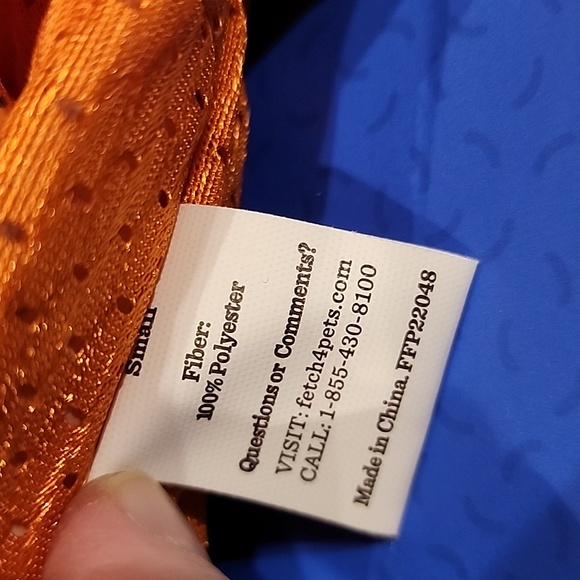 Small
Fiber:
100% Polyester
Questions or Comments?
VISIT: fetch4pets.com
CALL: 1-855-430-8100
Made in China. FFP22048